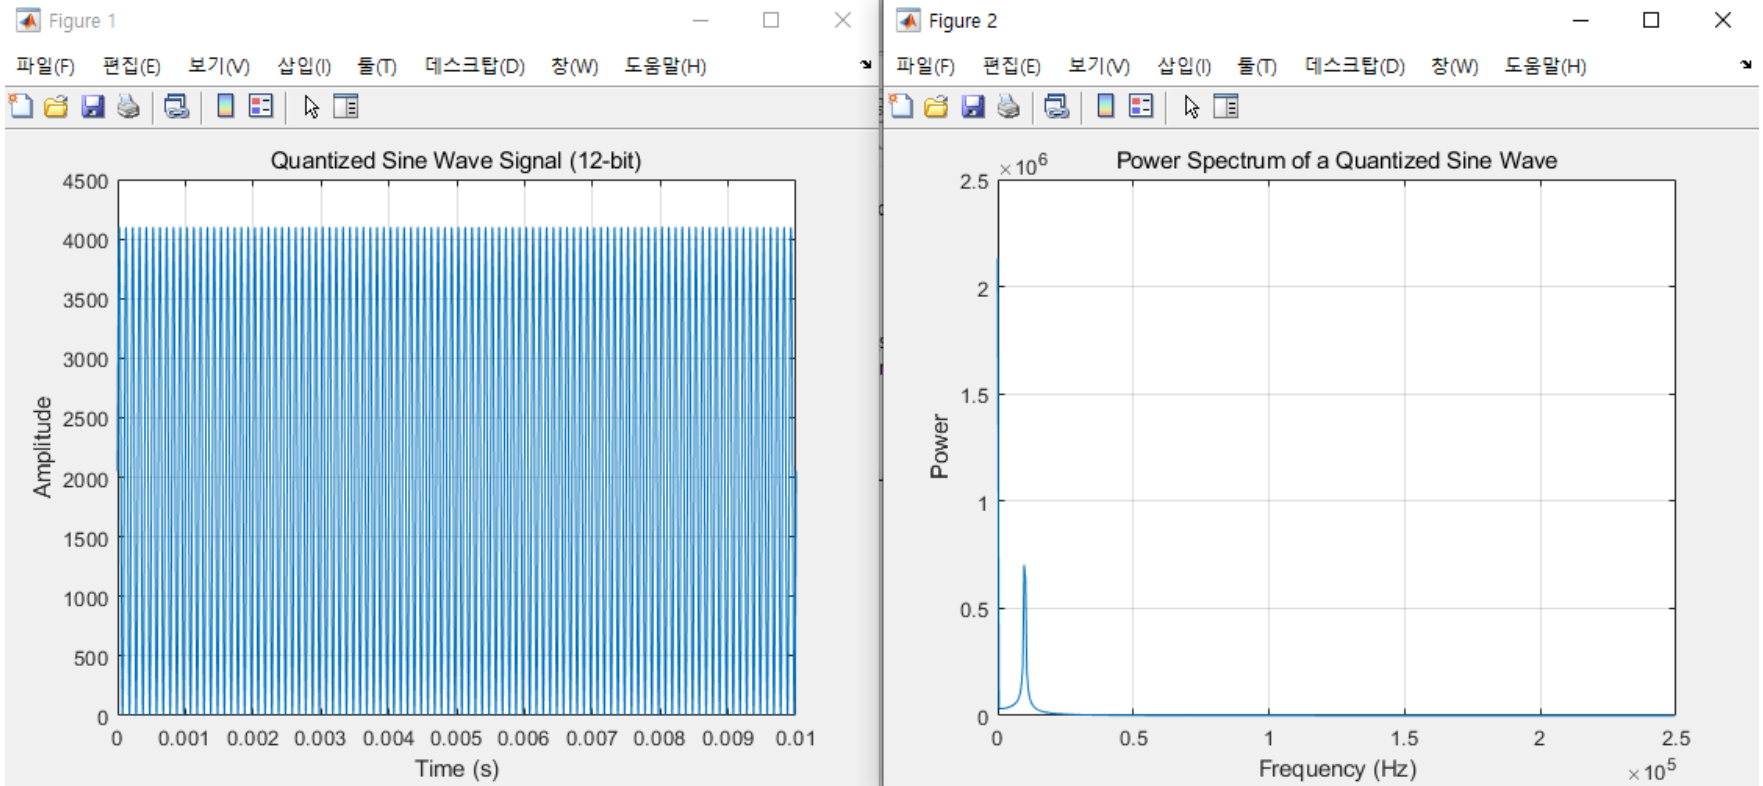 Figure 1
파일(F) 편집(E) 보기(V) 삽입(I) 툴(T) 데스크탑(D) 창(W) 도움말(H)
Quantized Sine Wave Signal (12-bit)
4500
4000
3500
3000
2500
2000
1500
1000
500
0
Amplitude
0 0.001 0.002 0.003 0.004 0.005 0.006 0.007 0.008 0.009 0.01
Time (s)
Figure 2
파일(F) 편집(E) 보기(V) 삽입(I) 툴(T) 데스크탑(D) 창(W) 도움말(H)
×10⁶
Power Spectrum of a Quantized Sine Wave
2.5
2
1.5
1
0.5
0
Power
0 0.5 1 1.5 2 2.5
Frequency (Hz)
×10⁵